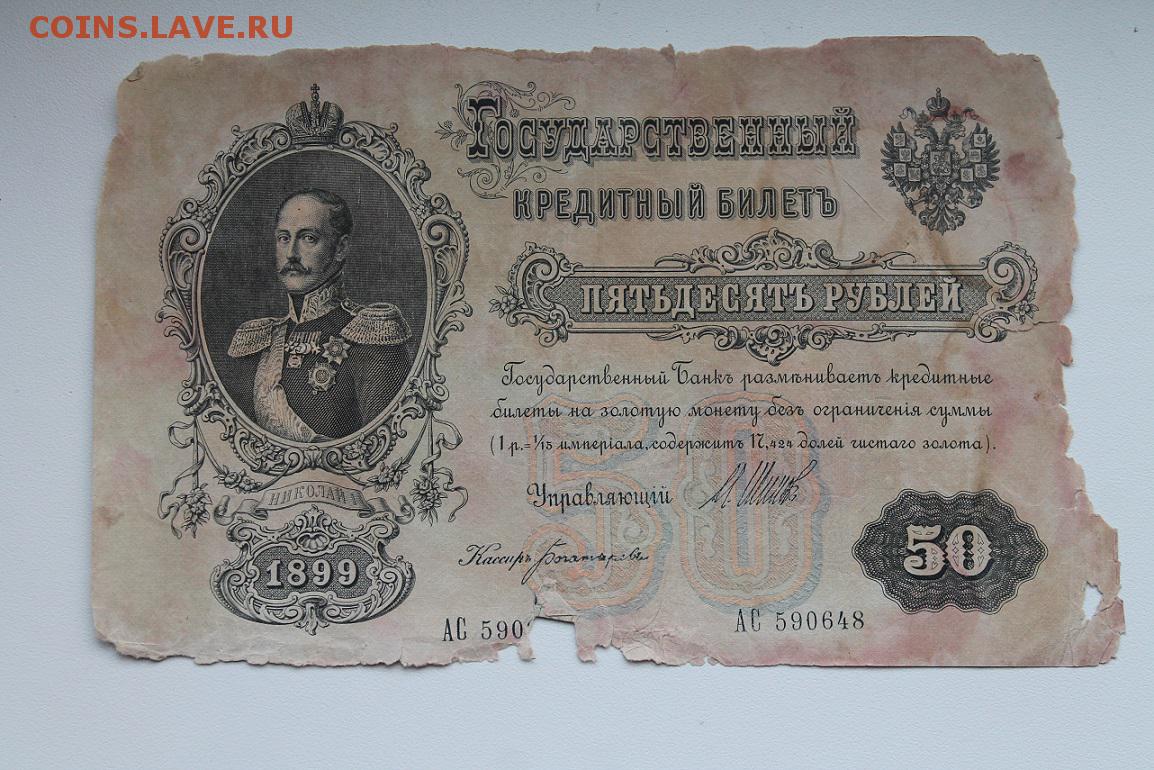 COINS.LAVE.RU
ГОСУДАРСТВЕННЫЙ
КРЕДИТНЫЙ БИЛЕТЪ
ПЯТЬДЕСЯТЪ РУБЛЕЙ
Государственный Банкъ размѣниваетъ кредитные
билеты на золотую монету безъ ограниченія суммы
(1 р.=1/15 имперіала, содержитъ 17,424 долей чистаго золота).
50
Управляющій
НИКОЛАЙ I
50
Кассиръ
1899
АС 590
АС 590648